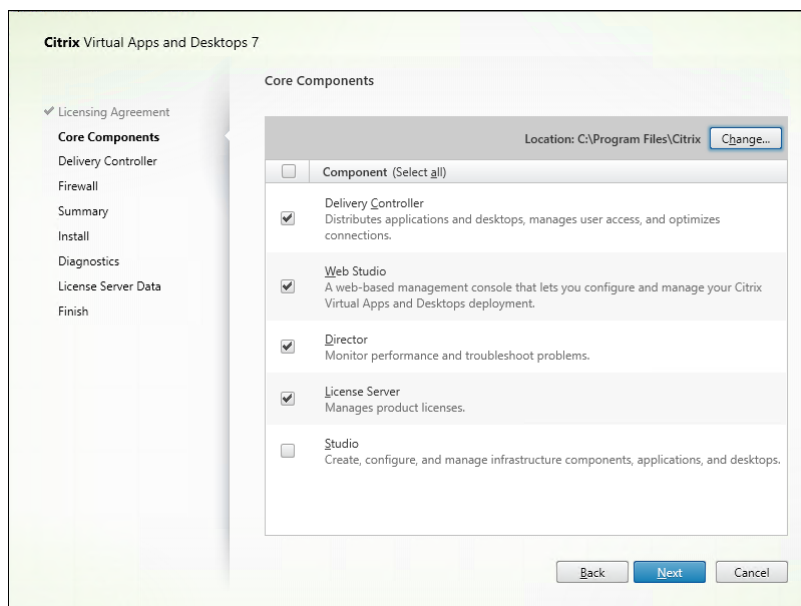 Citrix Virtual Apps and Desktops 7
Licensing Agreement
Core Components
Delivery Controller
Firewall
Summary
Install
Diagnostics
License Server Data
Finish
Core Components
Location: C:\Program Files\Citrix Change...
Component (Select all)
Delivery Controller
Distributes applications and desktops, manages user access, and optimizes
connections.
Web Studio
A web-based management console that lets you configure and manage your Citrix
Virtual Apps and Desktops deployment.
Director
Monitor performance and troubleshoot problems.
License Server
Manages product licenses.
Studio
Create, configure, and manage infrastructure components, applications, and desktops.
Back Next Cancel